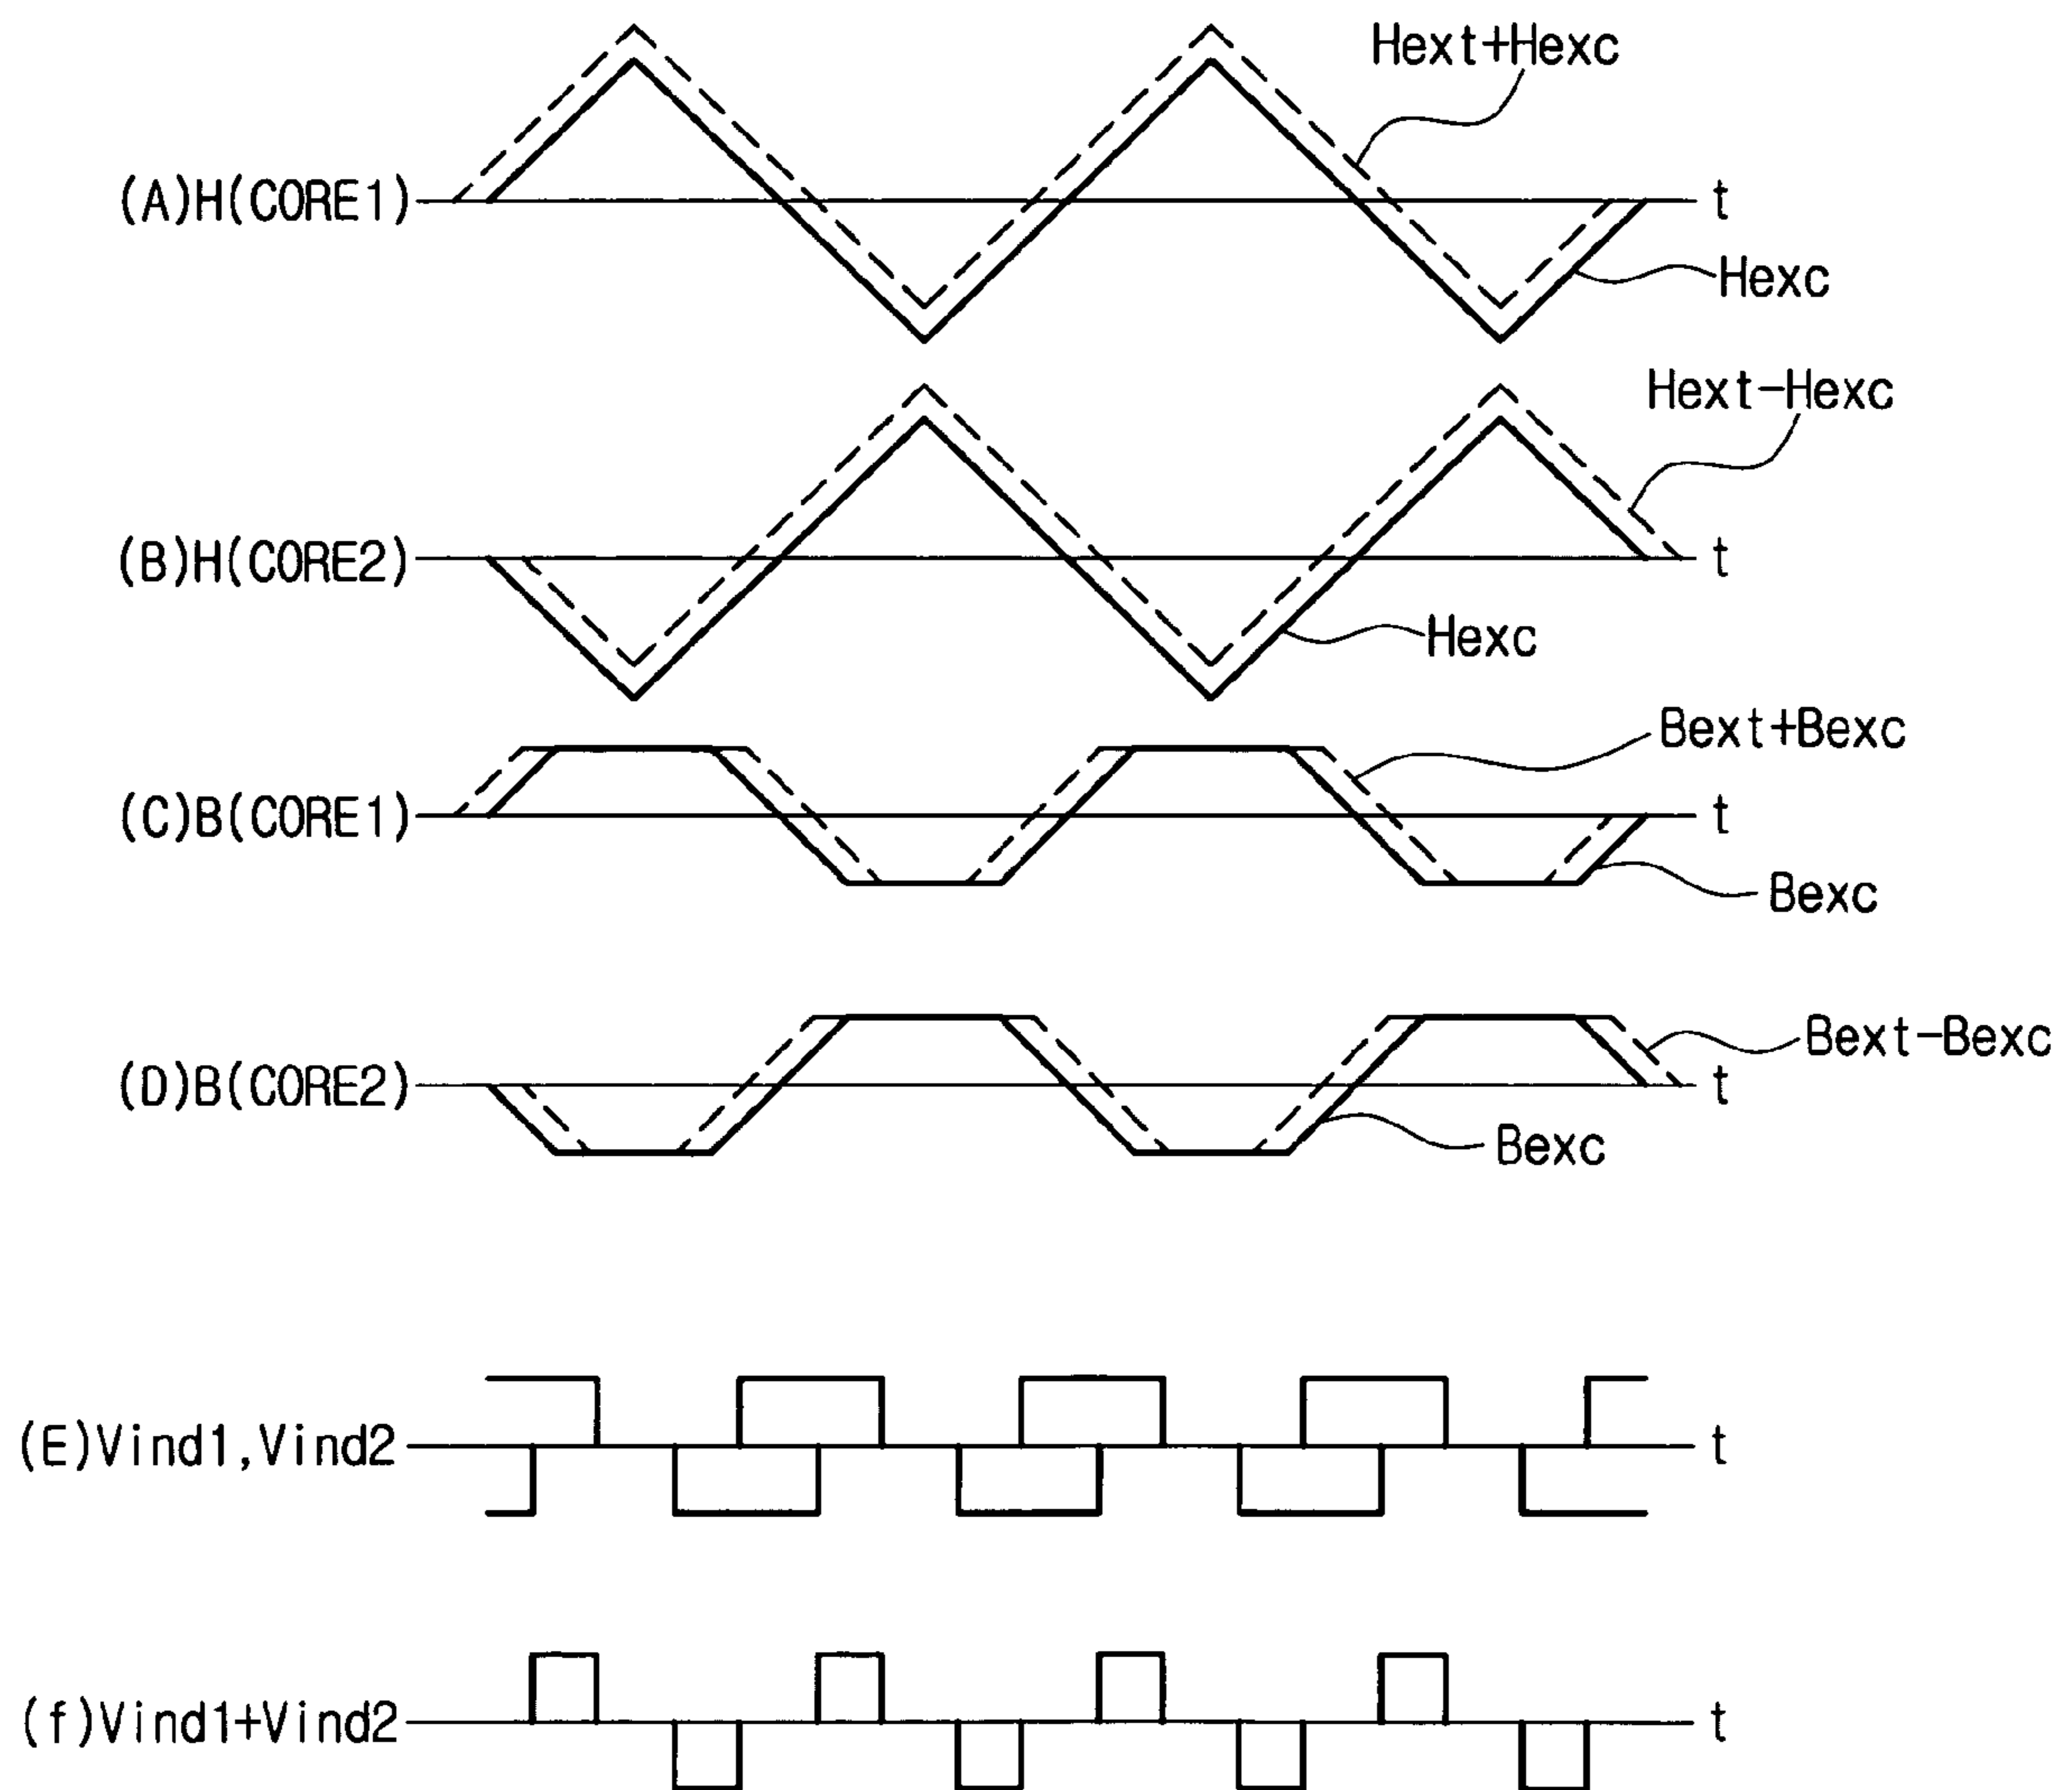 Hext+Hexc
(A)H(CORE1)
t
Hexc
Hext-Hexc
(B)H(CORE2)
t
Hexc
Bext+Bexc
(C)B(CORE1)
t
Bexc
Bext-Bexc
(D)B(CORE2)
t
Bexc
(E)Vind1,Vind2
t
(f)Vind1+Vind2
t